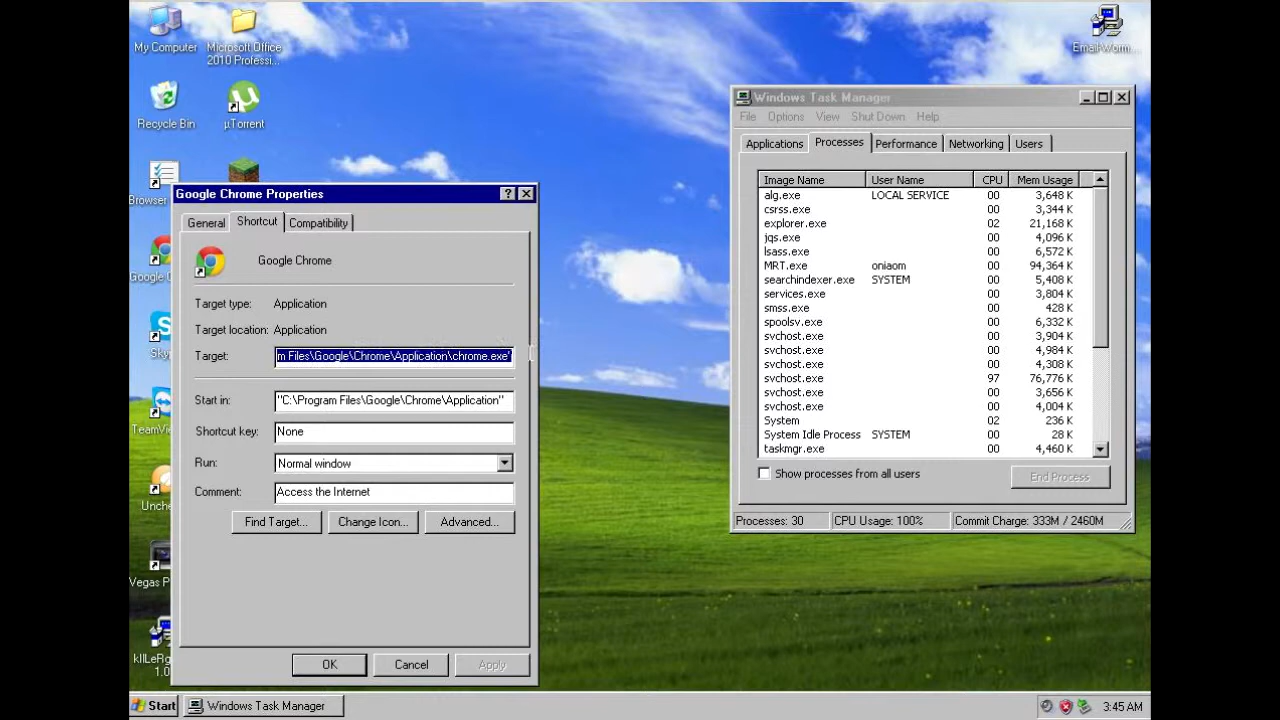 My Computer
Microsoft Office
2010 Professi...
Recycle Bin
µTorrent
Browser
Google C
Sky
TeamVie
Unche
Vegas P
kIlLeRg
1.0
Google Chrome Properties
General
Shortcut
Compatibility
Google Chrome
Target type: Application
Target location: Application
Target: m Files\Google\Chrome\Application\chrome.exe"
Start in: "C:\Program Files\Google\Chrome\Application"
Shortcut key: None
Run: Normal window
Comment: Access the Internet
Find Target...
Change Icon...
Advanced...
OK
Cancel
Apply
Windows Task Manager
File Options View Shut Down Help
Applications Processes Performance Networking Users
Image Name User Name CPU Mem Usage
alg.exe LOCAL SERVICE 00 3,648 K
csrss.exe 00 3,344 K
explorer.exe 02 21,168 K
jqs.exe 00 4,096 K
lsass.exe 00 6,572 K
MRT.exe oniaom 00 94,364 K
searchindexer.exe SYSTEM 00 5,408 K
services.exe 00 3,804 K
smss.exe 00 428 K
spoolsv.exe 00 6,332 K
svchost.exe 00 3,904 K
svchost.exe 00 4,984 K
svchost.exe 00 4,308 K
svchost.exe 97 76,776 K
svchost.exe 00 3,656 K
svchost.exe 00 4,004 K
System 02 236 K
System Idle Process SYSTEM 00 28 K
taskmgr.exe 00 4,460 K
Show processes from all users
End Process
Processes: 30
CPU Usage: 100%
Commit Charge: 333M / 2460M
Start
Windows Task Manager
3:45 AM